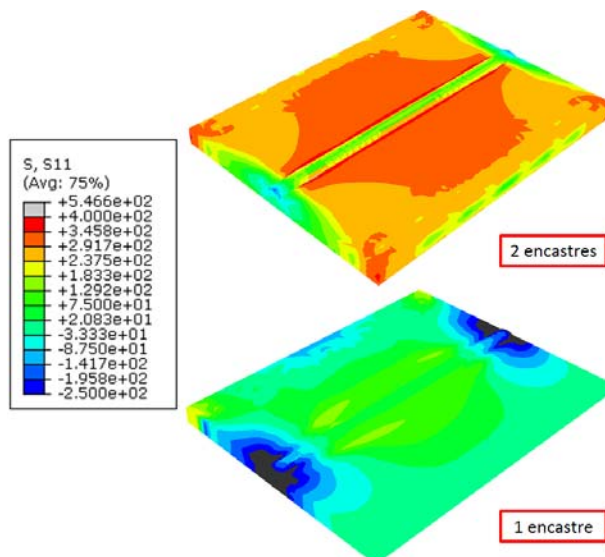 S, S11
(Avg: 75%)
+5.466e+02
+4.000e+02
+3.458e+02
+2.917e+02
+2.375e+02
+1.833e+02
+1.292e+02
+7.500e+01
+2.083e+01
-3.333e+01
-8.750e+01
-1.417e+02
-1.958e+02
-2.500e+02
2 encastres
1 encastre